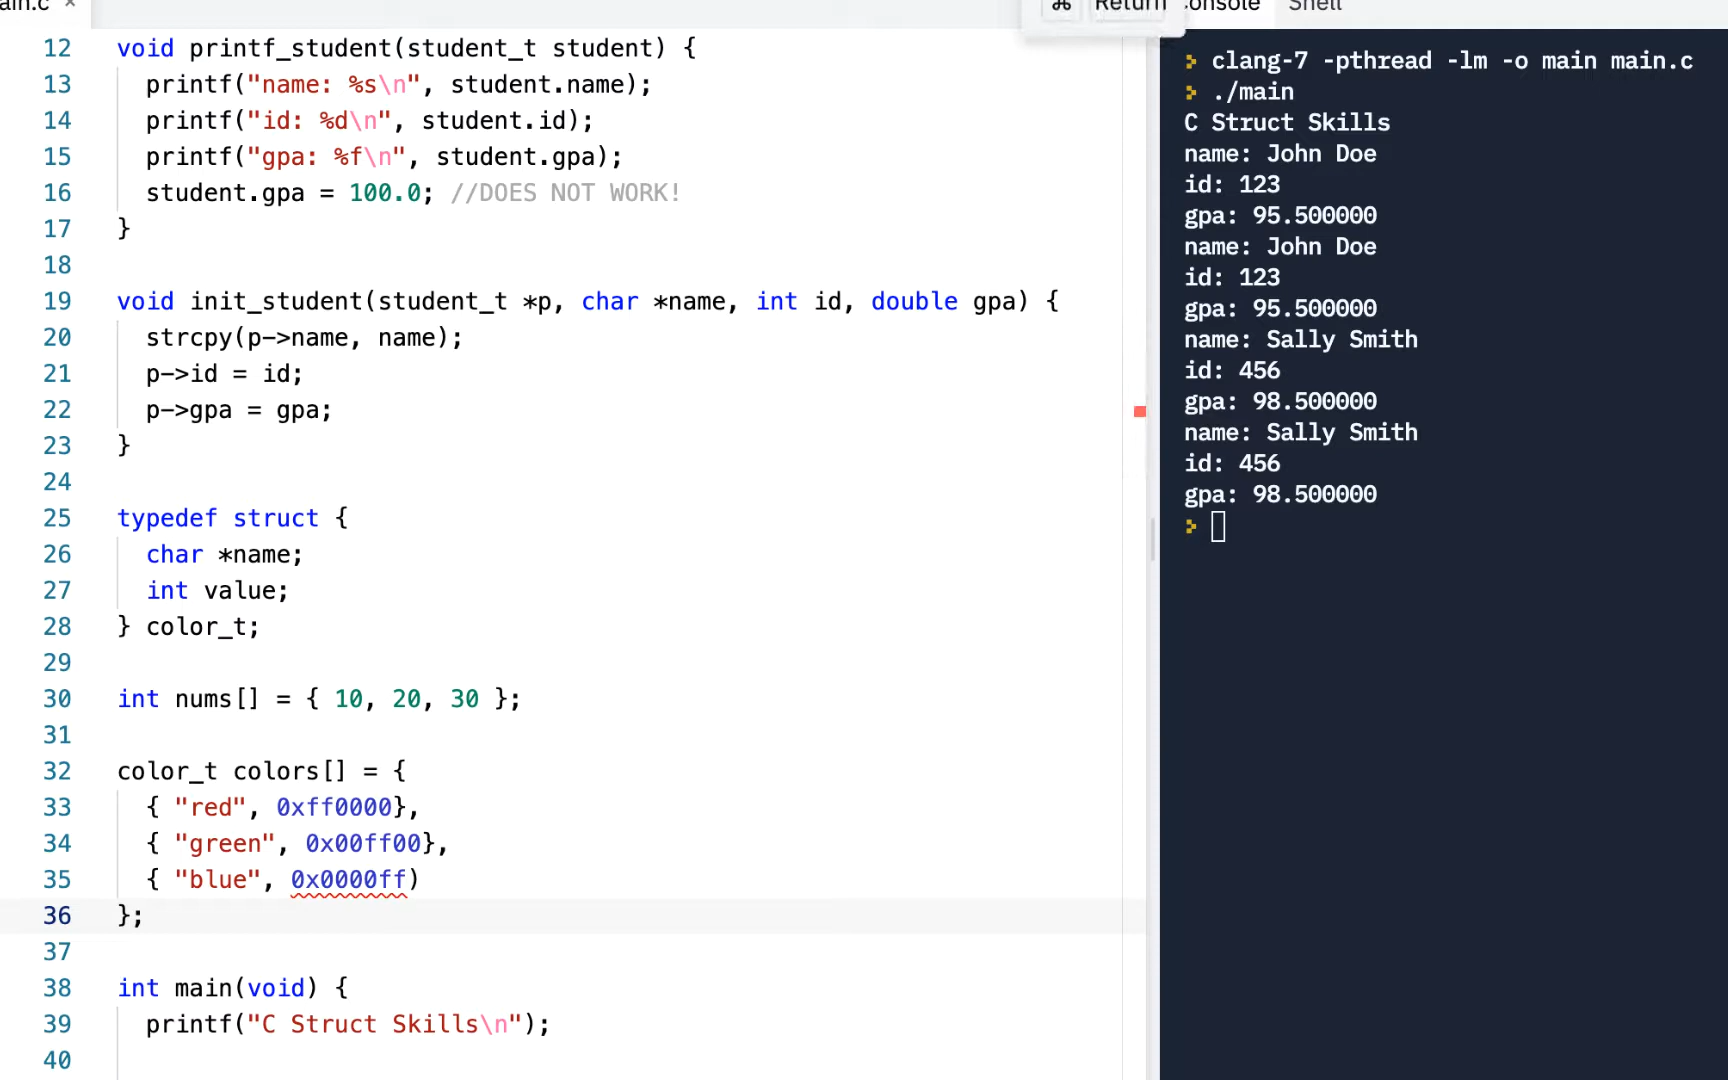 ain.c ×
⌘ Return
onsole Shell
12 void printf_student(student_t student) {
13 printf("name: %s\n", student.name);
14 printf("id: %d\n", student.id);
15 printf("gpa: %f\n", student.gpa);
16 student.gpa = 100.0; //DOES NOT WORK!
17 }
18
19 void init_student(student_t *p, char *name, int id, double gpa) {
20 strcpy(p->name, name);
21 p->id = id;
22 p->gpa = gpa;
23 }
24
25 typedef struct {
26 char *name;
27 int value;
28 } color_t;
29
30 int nums[] = { 10, 20, 30 };
31
32 color_t colors[] = {
33 { "red", 0xff0000},
34 { "green", 0x00ff00},
35 { "blue", 0x0000ff)
36 };
37
38 int main(void) {
39 printf("C Struct Skills\n");
40
clang-7 -pthread -lm -o main main.c
./main
C Struct Skills
name: John Doe
id: 123
gpa: 95.500000
name: John Doe
id: 123
gpa: 95.500000
name: Sally Smith
id: 456
gpa: 98.500000
name: Sally Smith
id: 456
gpa: 98.500000